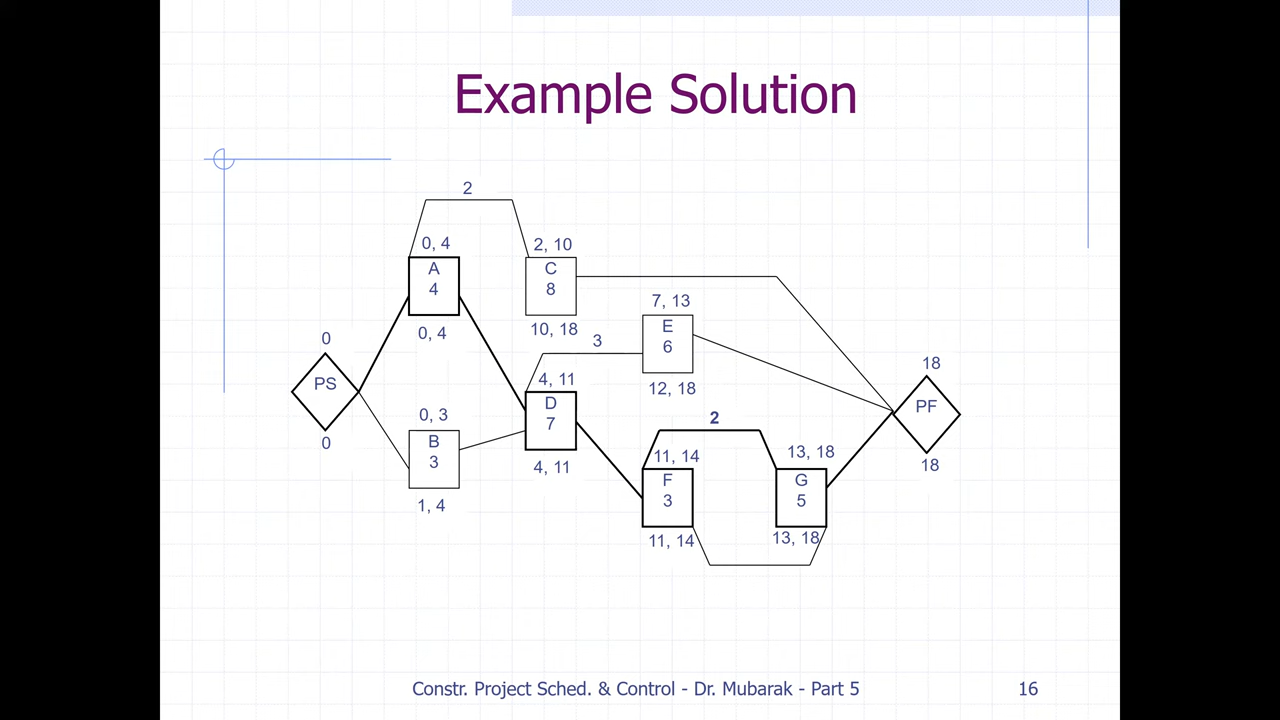 Example Solution
2
0, 4
2, 10
A
4
C
8
7, 13
0, 4
10, 18
E
6
0
3
18
PS
4, 11
12, 18
D
7
PF
0, 3
2
0
B
3
11, 14
13, 18
18
4, 11
F
3
G
5
1, 4
11, 14
13, 18
Constr. Project Sched. & Control - Dr. Mubarak - Part 5
16